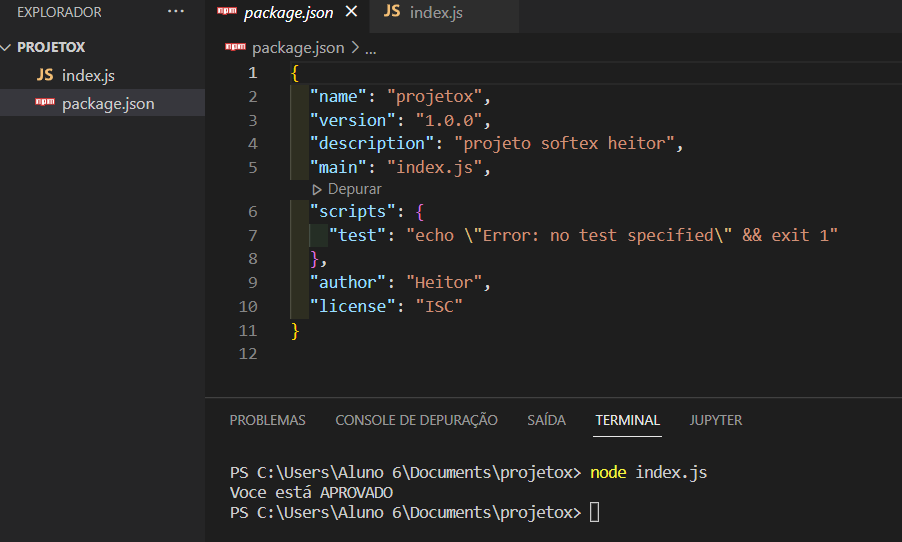 EXPLORADOR ...
PROJETOX
JS index.js
npm package.json
npm package.json X JS index.js
npm package.json > ...
1 {
2 "name": "projetox",
3 "version": "1.0.0",
4 "description": "projeto softex heitor",
5 "main": "index.js",
Depurar
6 "scripts": {
7 "test": "echo \"Error: no test specified\" && exit 1"
8 },
9 "author": "Heitor",
10 "license": "ISC"
11 }
12
PROBLEMAS CONSOLE DE DEPURAÇÃO SAÍDA TERMINAL JUPYTER
PS C:\Users\Aluno 6\Documents\projetox> node index.js
Voce está APROVADO
PS C:\Users\Aluno 6\Documents\projetox>